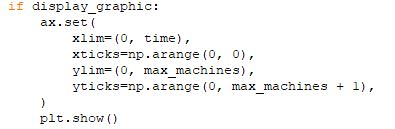 if display_graphic:
    ax.set(
        xlim=(0, time),
        xticks=np.arange(0, 0),
        ylim=(0, max_machines),
        yticks=np.arange(0, max_machines + 1),
    )
    plt.show()